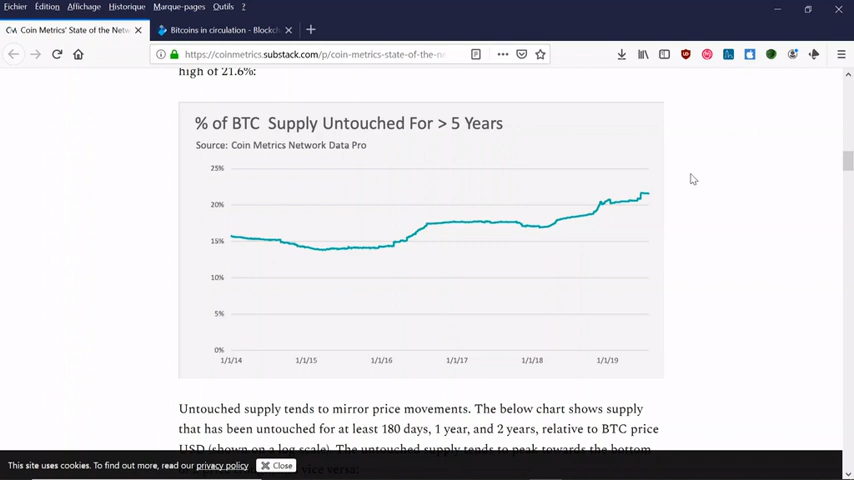 Fichier Édition Affichage Historique Marque-pages Outils ?
Coin Metrics' State of the Netw
Bitcoins in circulation - Blockch
https://coinmetrics.substack.com/p/coin-metrics-state-of-the-ne
high of 21.6%:
% of BTC Supply Untouched For > 5 Years
Source: Coin Metrics Network Data Pro
25%
20%
15%
10%
5%
0%
1/1/14 1/1/15 1/1/16 1/1/17 1/1/18 1/1/19
Untouched supply tends to mirror price movements. The below chart shows supply
that has been untouched for at least 180 days, 1 year, and 2 years, relative to BTC price
USD (shown on a log scale). The untouched supply tends to peak towards the bottom
vice versa:
This site uses cookies. To find out more, read our privacy policy Close